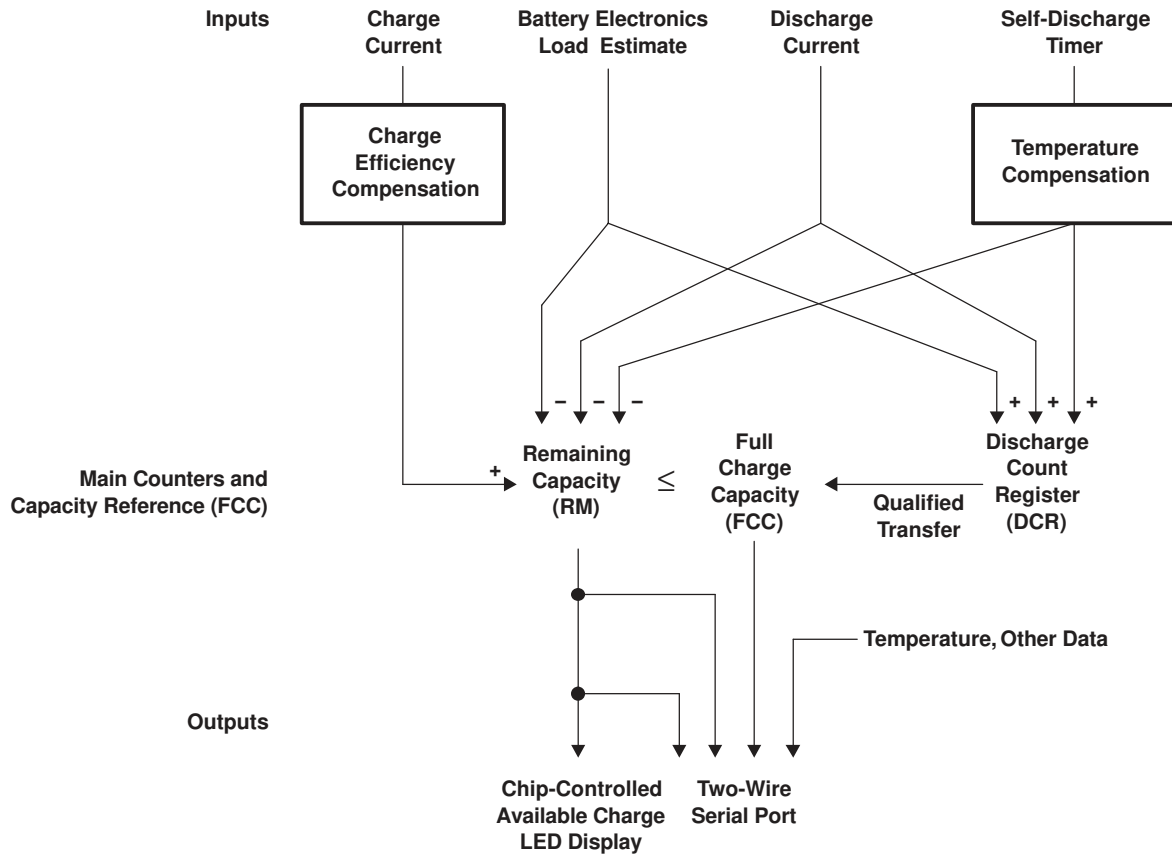 Inputs
Charge
Current
Battery Electronics
Load Estimate
Discharge
Current
Self-Discharge
Timer
Charge
Efficiency
Compensation
Temperature
Compensation
– – –
+ + +
Main Counters and
Capacity Reference (FCC)
+
Remaining
Capacity
(RM)
≤
Full
Charge
Capacity
(FCC)
Qualified
Transfer
Discharge
Count
Register
(DCR)
Temperature, Other Data
Outputs
Chip-Controlled
Available Charge
LED Display
Two-Wire
Serial Port